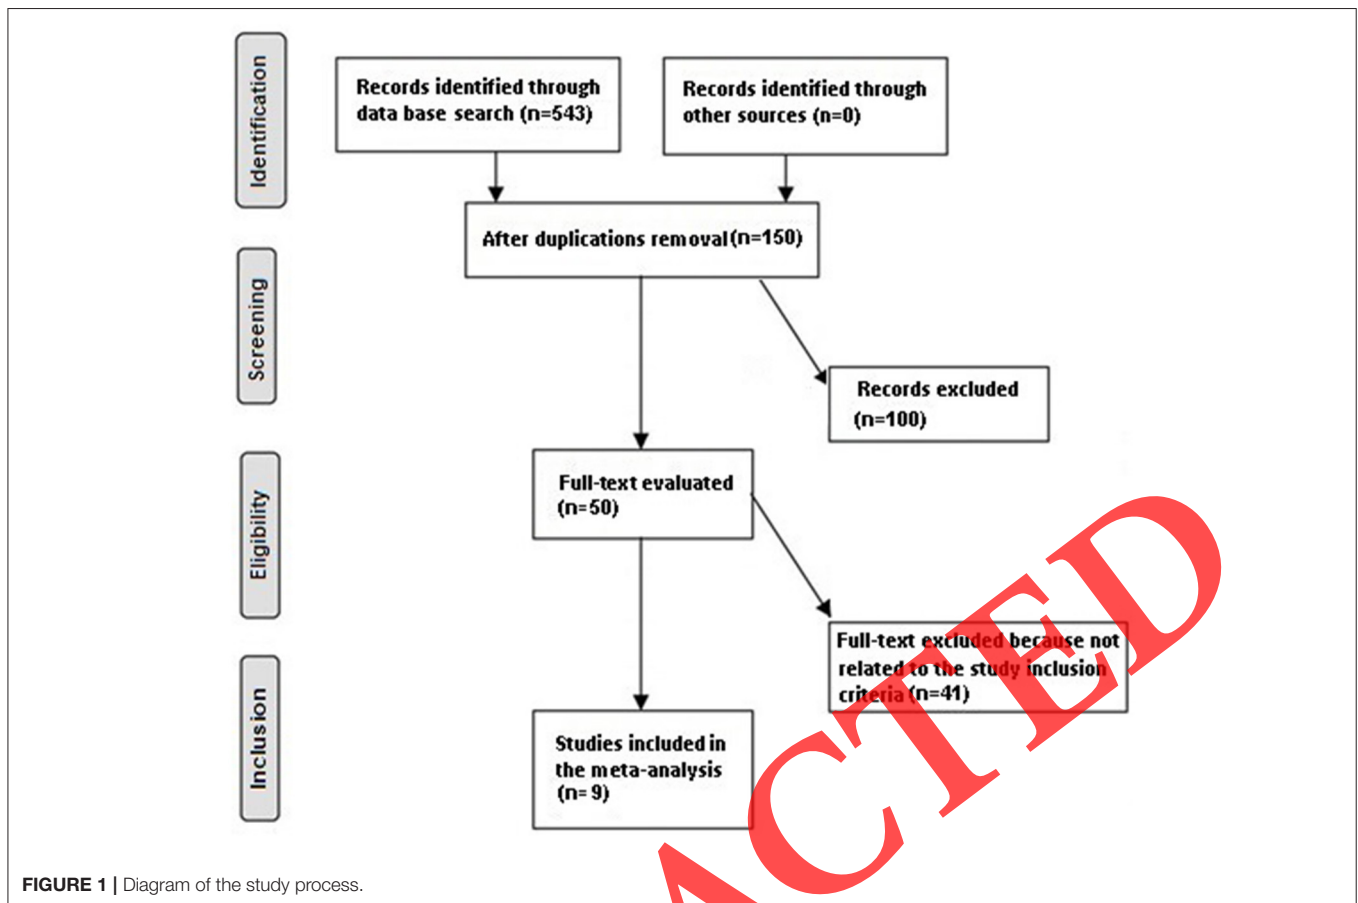 Identification
Records identified through
data base search (n=543)
Records identified through
other sources (n=0)
After duplications removal(n=150)
Screening
Records excluded
(n=100)
Eligibility
Full-text evaluated
(n=50)
Full-text excluded because not
related to the study inclusion
criteria (n=41)
Inclusion
Studies included in
the meta-analysis
(n= 9)
ACTED
FIGURE 1 | Diagram of the study process.